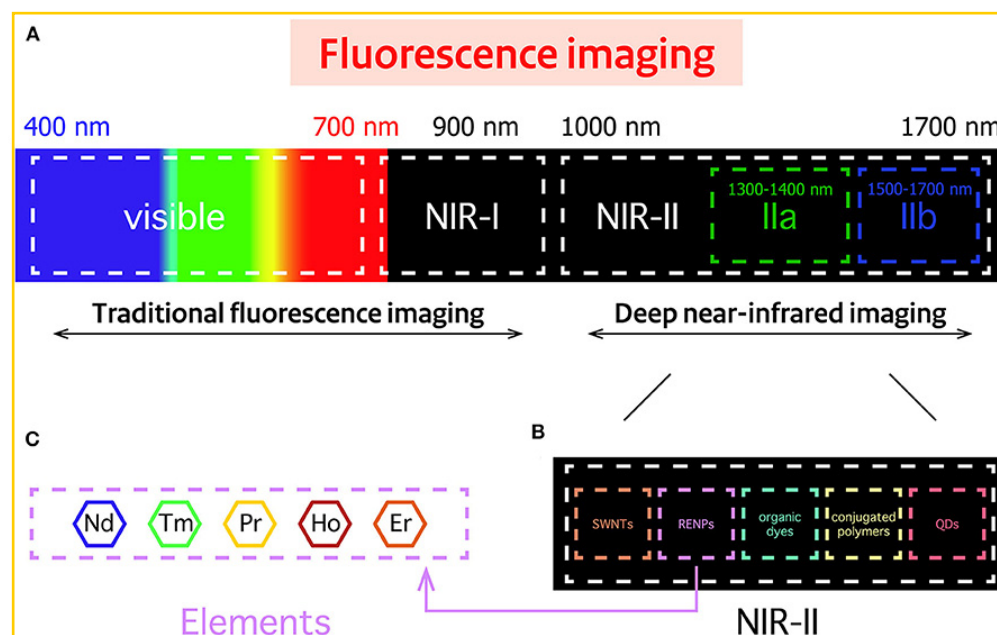 A
Fluorescence imaging
400 nm 700 nm 900 nm 1000 nm 1700 nm
visible NIR-I NIR-II
1300-1400 nm
IIa
1500-1700 nm
IIb
Traditional fluorescence imaging
Deep near-infrared imaging
C
Nd Tm Pr Ho Er
Elements
B
SWNTs
RENPs
organic
dyes
conjugated
polymers
QDs
NIR-II